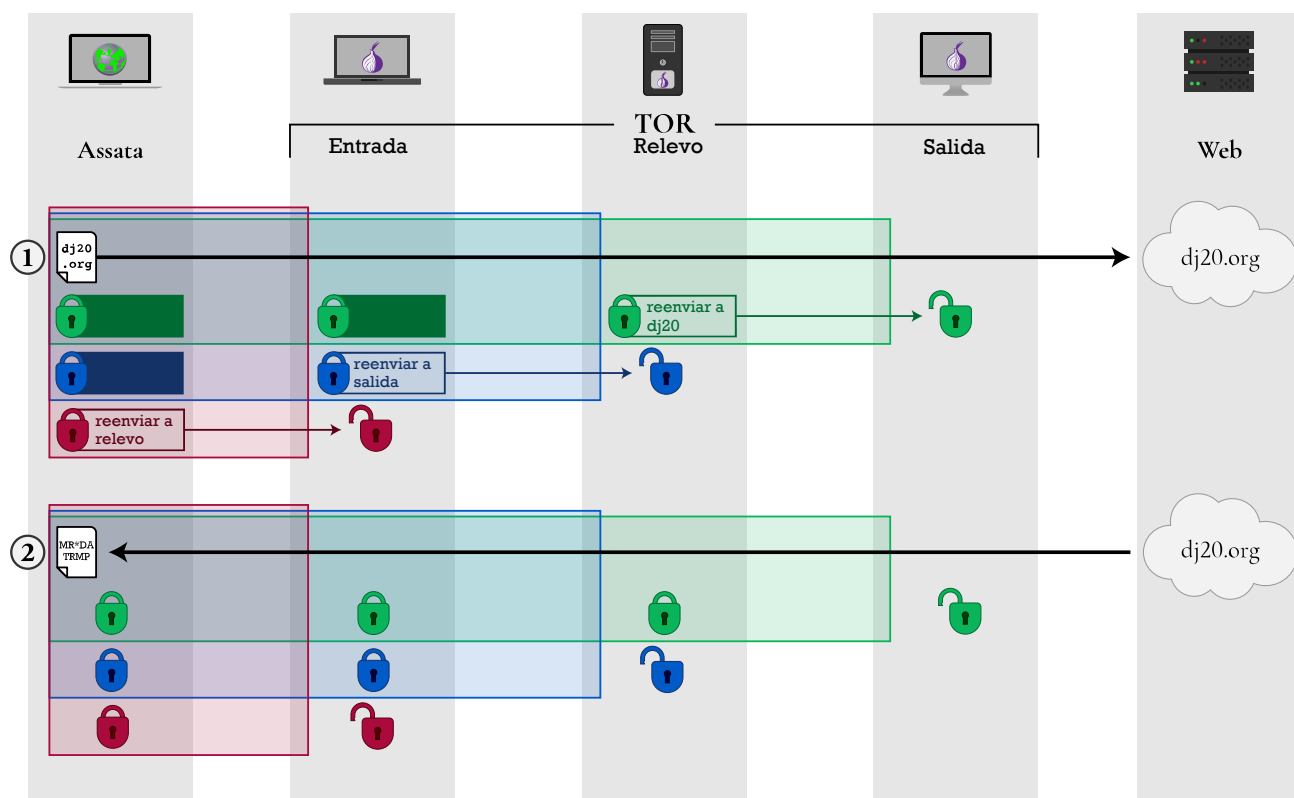 TOR
Assata
Entrada
Relevo
Salida
Web
1
dj20
.org
dj20.org
reenviar a
dj20
reenviar a
salida
reenviar a
relevo
2
MR*DA
TRMP
dj20.org